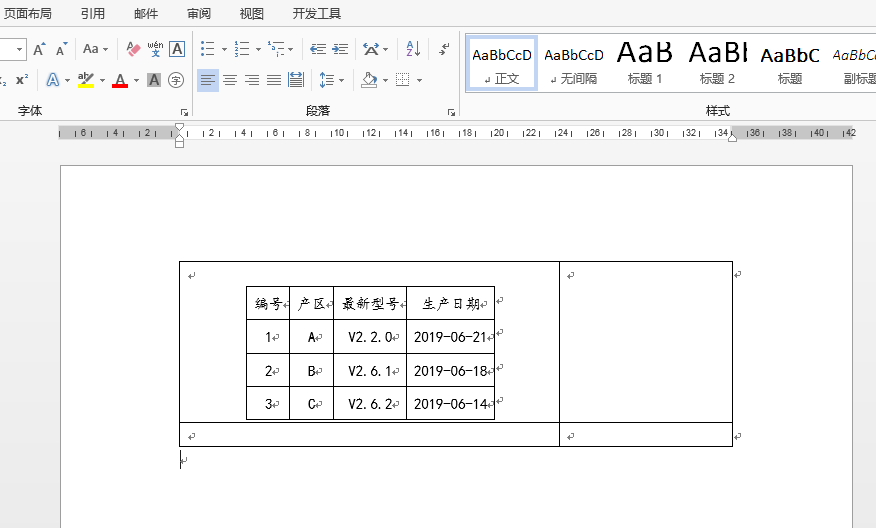 页面布局 引用 邮件 审阅 视图 开发工具
A A Aa wén 文 A
AaBbCcD AaBbCcD AaB AaBl AaBbC AaBbCc
x² A aby A A 字
正文 无间隔 标题 1 标题 2 标题 副标题
字体 段落 样式
6 4 2 2 4 6 8 10 12 14 16 18 20 22 24 26 28 30 32 34 36 38 40 42
编号 产区 最新型号 生产日期
1 A V2.2.0 2019-06-21
2 B V2.6.1 2019-06-18
3 C V2.6.2 2019-06-14